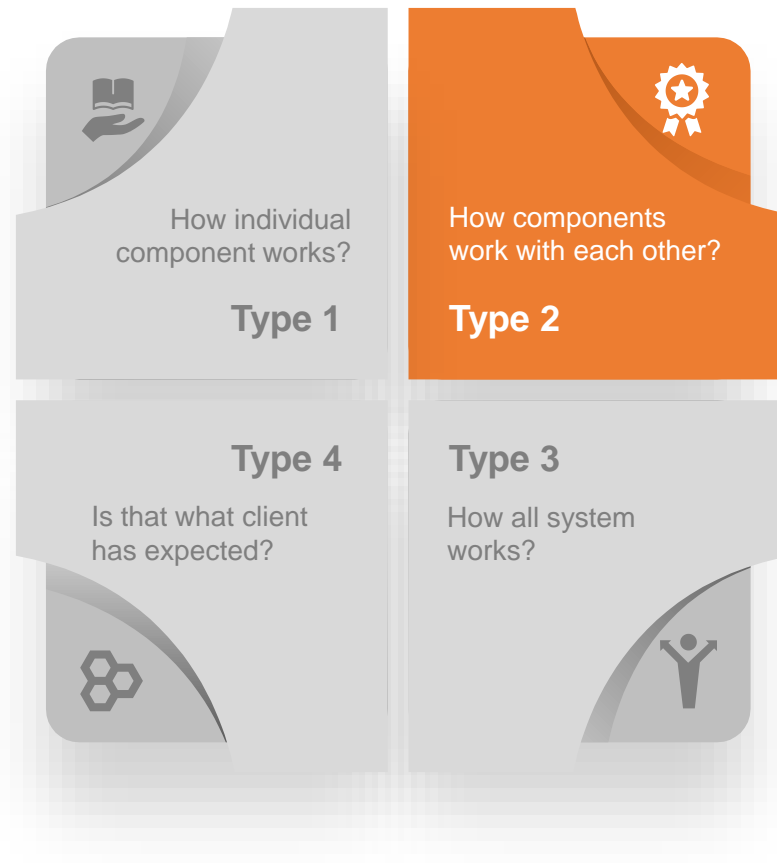 How individual
component works?
Type 1
How components
work with each other?
Type 2
Type 4
Is that what client
has expected?
Type 3
How all system
works?